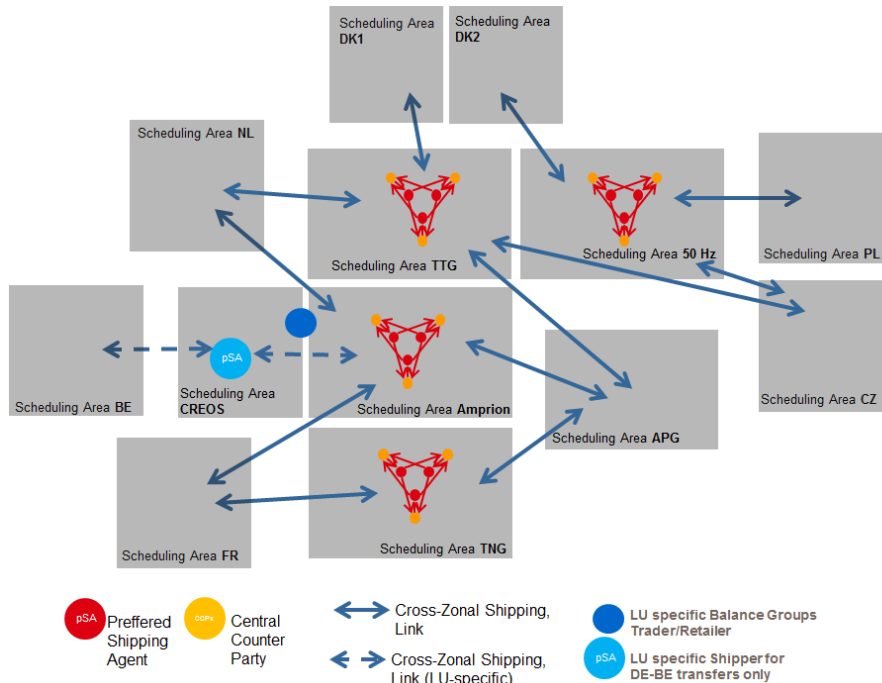 Scheduling Area
DK1
Scheduling Area
DK2
Scheduling Area NL
Scheduling Area TTG
Scheduling Area 50 Hz
Scheduling Area PL
pSA
Scheduling Area BE
Scheduling Area
CREOS
Scheduling Area Amprion
Scheduling Area APG
Scheduling Area CZ
Scheduling Area FR
Scheduling Area TNG
pSA
Preffered
Shipping
Agent
CCPx
Central
Counter
Party
Cross-Zonal Shipping,
Link
Cross-Zonal Shipping,
Link (LU-specific)
LU specific Balance Groups
Trader/Retailer
pSA
LU specific Shipper for
DE-BE transfers only